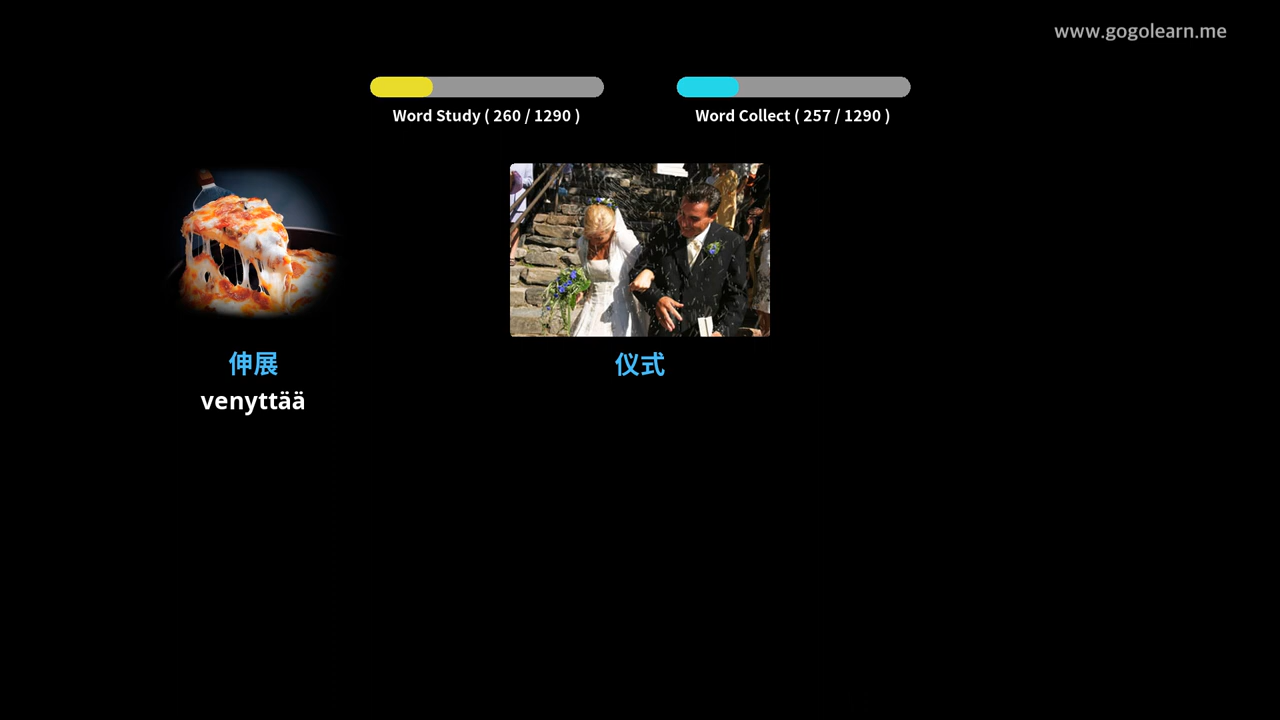 www.gogolearn.me
Word Study ( 260 / 1290 )
Word Collect ( 257 / 1290 )
伸展
venyttää
仪式